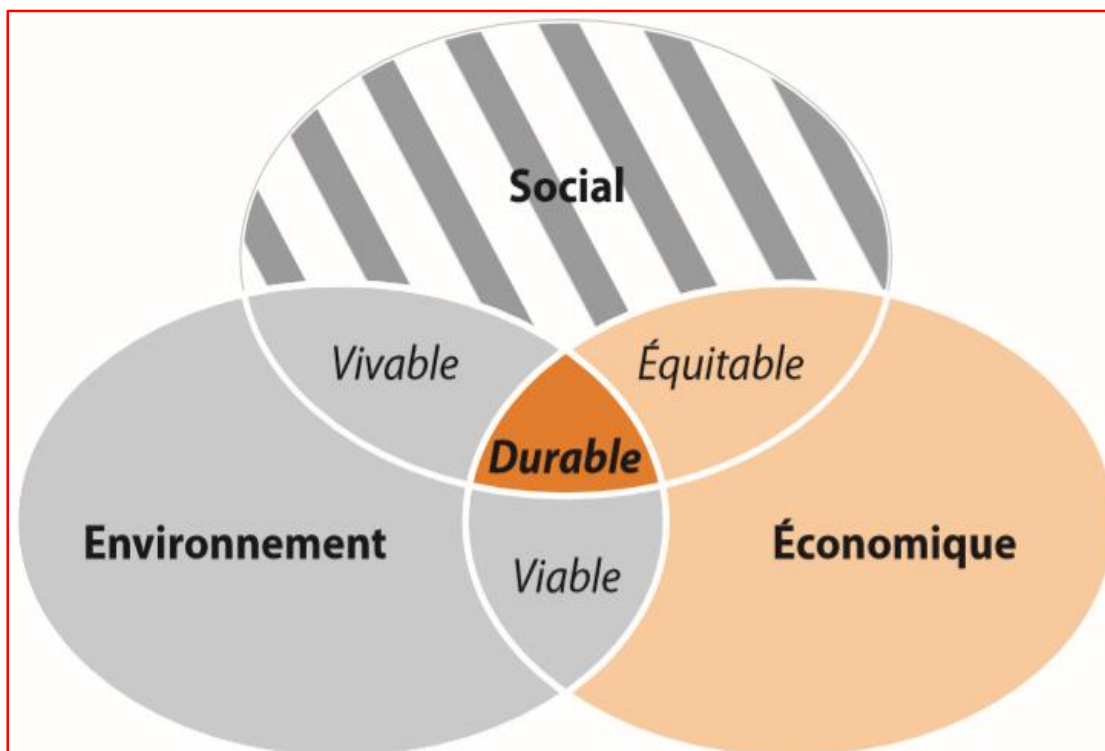 Social
Vivable
Équitable
Durable
Environnement
Économique
Viable